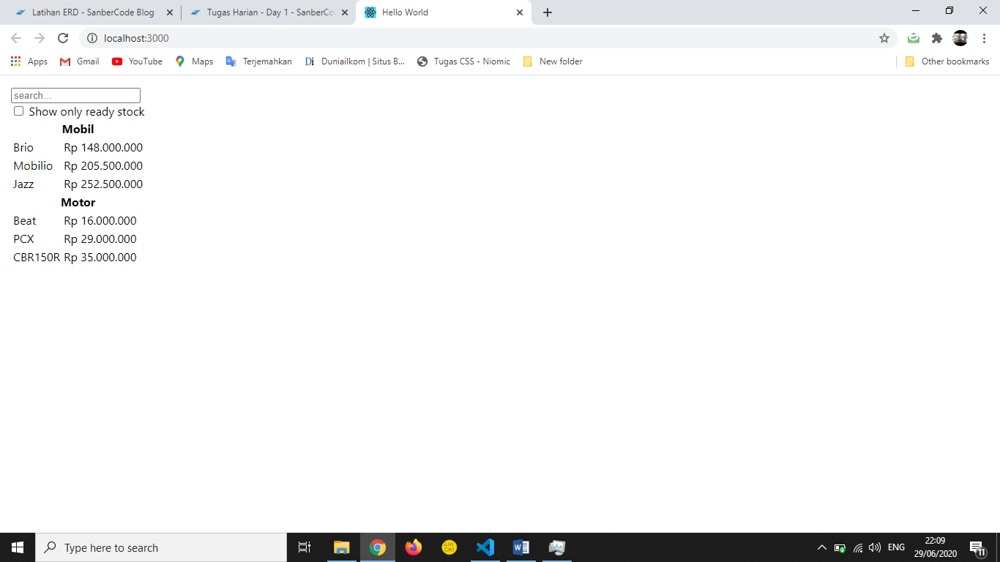 Latihan ERD - SanberCode Blog
Tugas Harian - Day 1 - SanberCo
Hello World
localhost:3000
Apps
Gmail
YouTube
Maps
Terjemahkan
Di
Duniailkom | Situs B...
Tugas CSS - Niomic
New folder
Other bookmarks
search...
Show only ready stock
Mobil
Brio Rp 148.000.000
Mobilio Rp 205.500.000
Jazz Rp 252.500.000
Motor
Beat Rp 16.000.000
PCX Rp 29.000.000
CBR150R Rp 35.000.000
Type here to search
ENG
22:09
29/06/2020
11